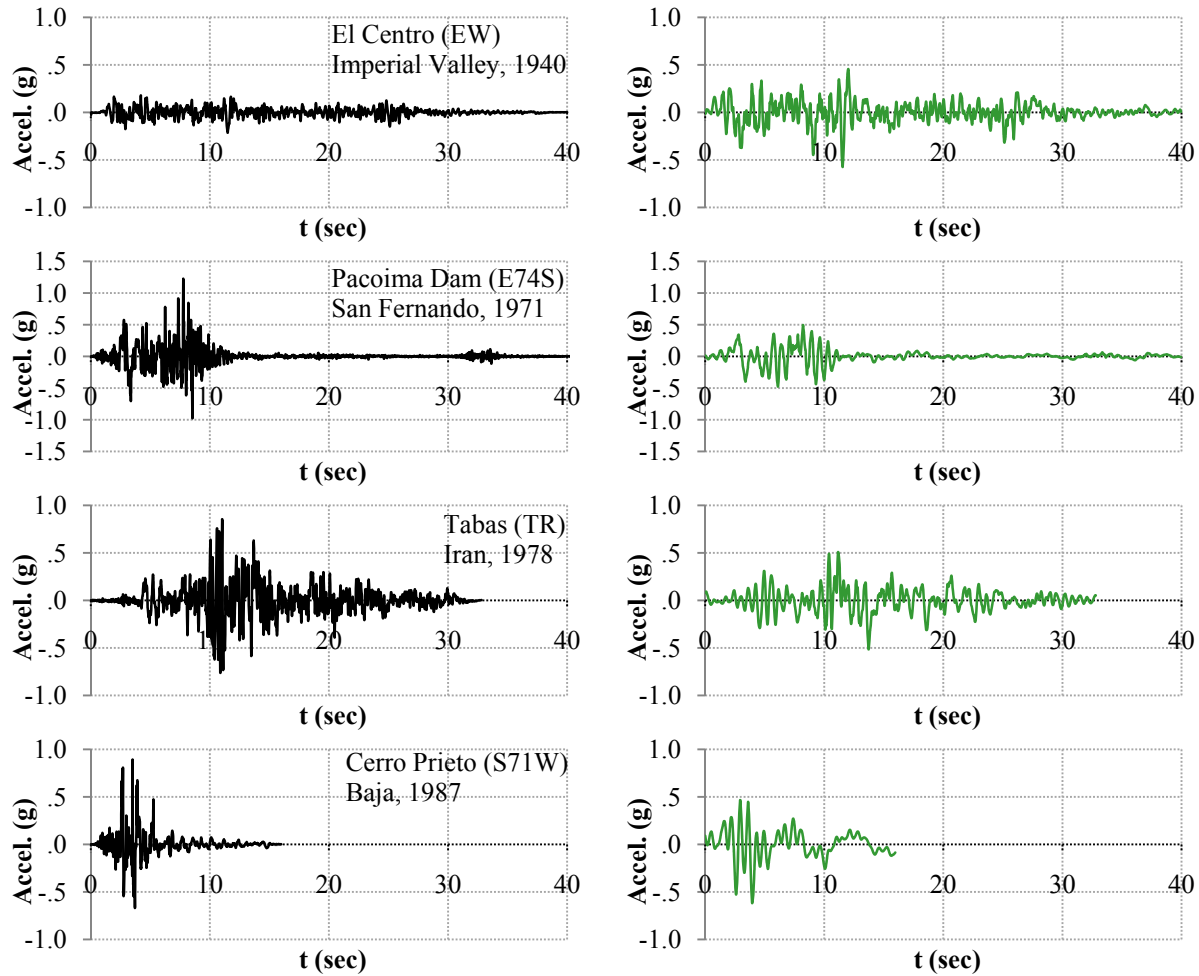 1.0
.5
.0
-.5
-1.0
Accel. (g)
0 10 20 30 40
t (sec)
El Centro (EW)
Imperial Valley, 1940
1.0
.5
.0
-.5
-1.0
Accel. (g)
0 10 20 30 40
t (sec)
1.5
1.0
.5
.0
-.5
-1.0
-1.5
Accel. (g)
0 10 20 30 40
t (sec)
Pacoima Dam (E74S)
San Fernando, 1971
1.5
1.0
.5
.0
-.5
-1.0
-1.5
Accel. (g)
0 10 20 30 40
t (sec)
1.0
.5
.0
-.5
-1.0
Accel. (g)
0 10 20 30 40
t (sec)
Tabas (TR)
Iran, 1978
1.0
.5
.0
-.5
-1.0
Accel. (g)
0 10 20 30 40
t (sec)
1.0
.5
.0
-.5
-1.0
Accel. (g)
0 10 20 30 40
t (sec)
Cerro Prieto (S71W)
Baja, 1987
1.0
.5
.0
-.5
-1.0
Accel. (g)
0 10 20 30 40
t (sec)